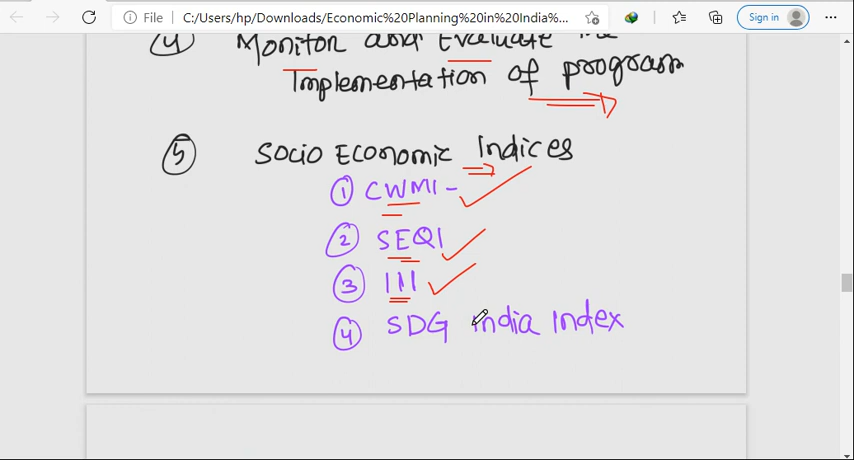 File
C:/Users/hp/Downloads/Economic%20Planning%20in%20India%...
Sign in
4 Monitor and Evaluate the
Implementation of program
5 Socio Economic Indices
1 CWMI -
2 SEQI
3 III
4 SDG India Index